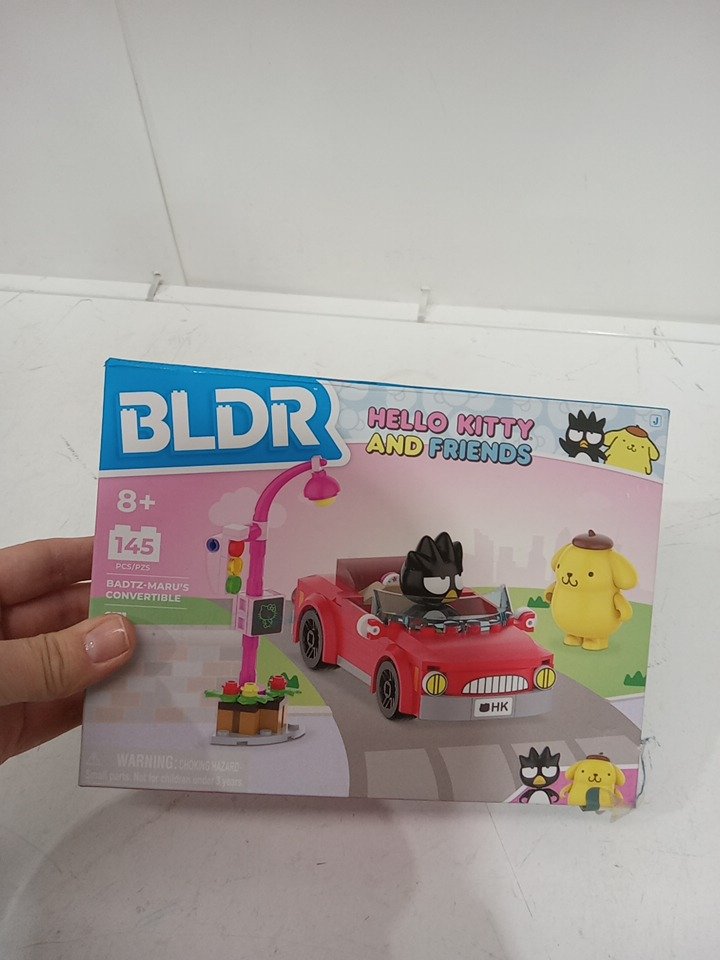 BLDR
HELLO KITTY
AND FRIENDS
J
8+
145
PCS/PZS
BADTZ-MARU'S
CONVERTIBLE
HK
WARNING: CHOKING HAZARD-
Small parts. Not for children under 3 years.